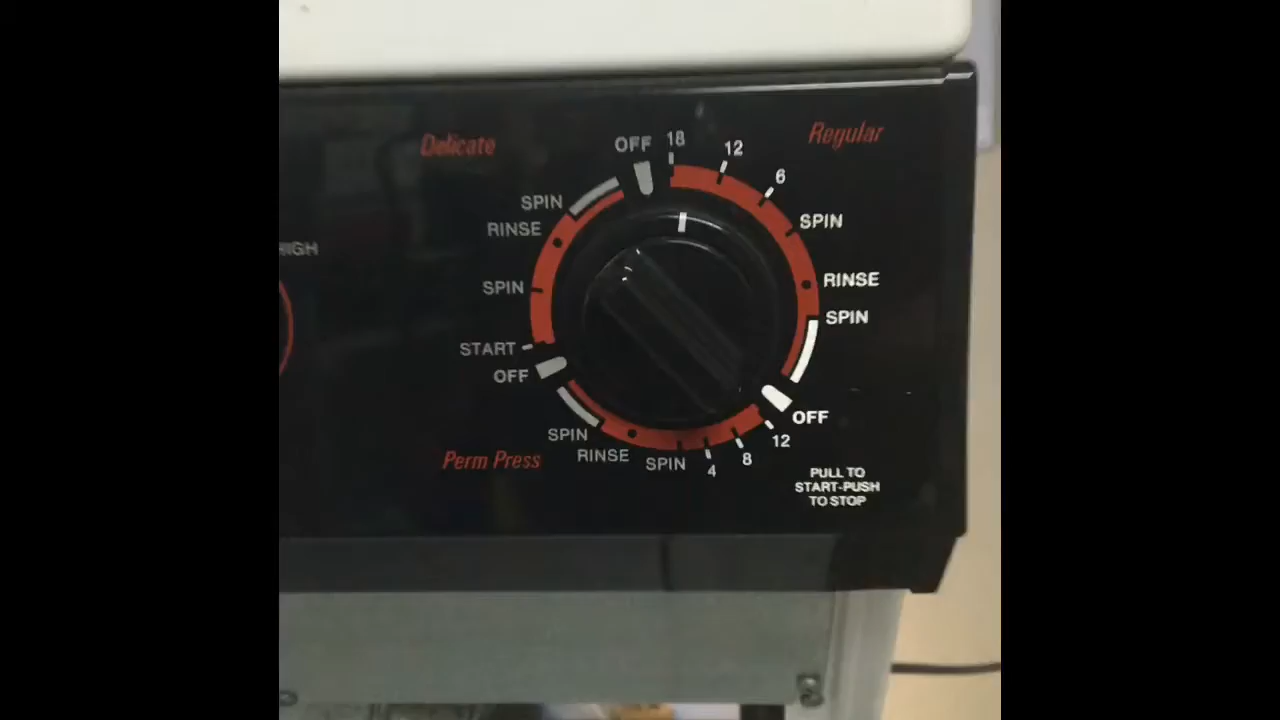 Delicate
OFF 18 12 6
Regular
SPIN
RINSE
SPIN
START
OFF
SPIN
RINSE
SPIN
OFF
12
8
4
SPIN
RINSE
SPIN
Perm Press
PULL TO
START-PUSH
TO STOP
HIGH